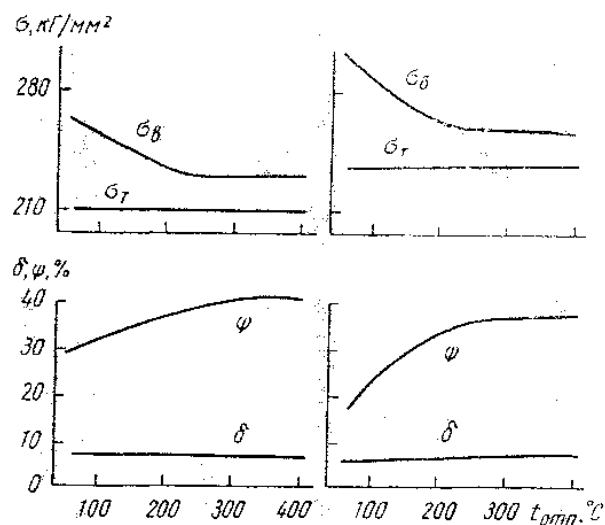 σ, кГ/мм²
280
σв
σт
210
σб
σт
δ, ψ, %
40
30
20
10
0
ψ
δ
100 200 300 400
ψ
δ
100 200 300 tотп, °C